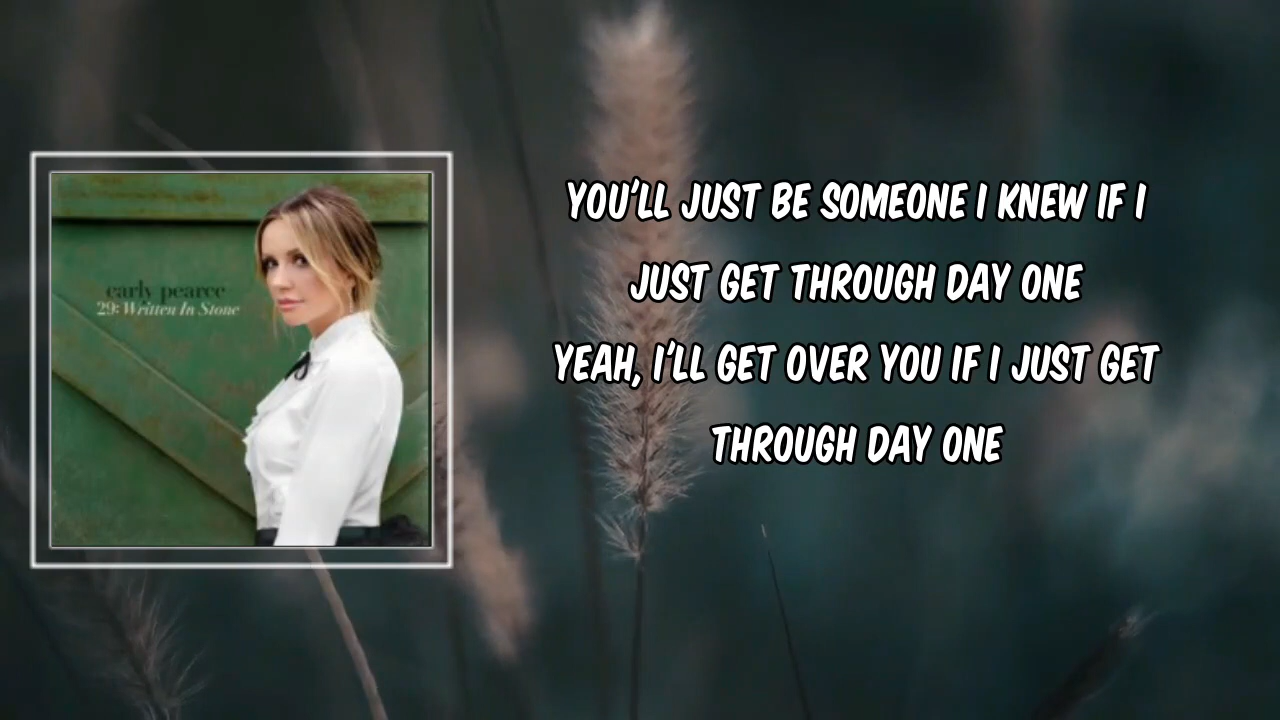 carly pearce
29: Written In Stone
YOU'LL JUST BE SOMEONE I KNEW IF I
JUST GET THROUGH DAY ONE
YEAH, I'LL GET OVER YOU IF I JUST GET
THROUGH DAY ONE